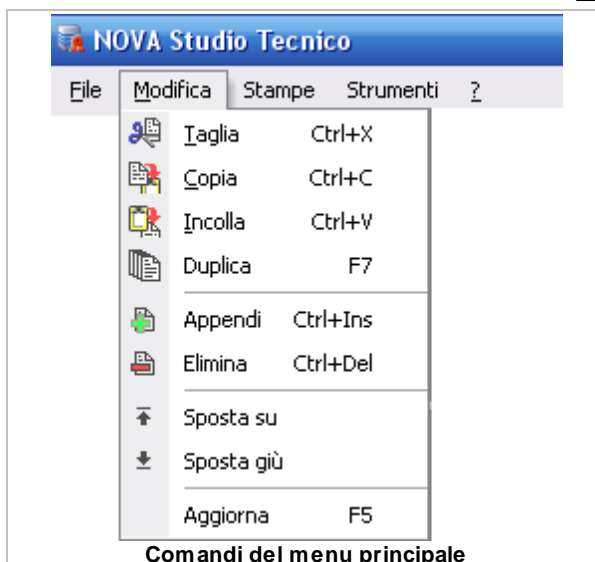 NOVA Studio Tecnico
File Modifica Stampe Strumenti ?
Taglia Ctrl+X
Copia Ctrl+C
Incolla Ctrl+V
Duplica F7
Appendi Ctrl+Ins
Elimina Ctrl+Del
Sposta su
Sposta giù
Aggiorna F5
Comandi del menu principale